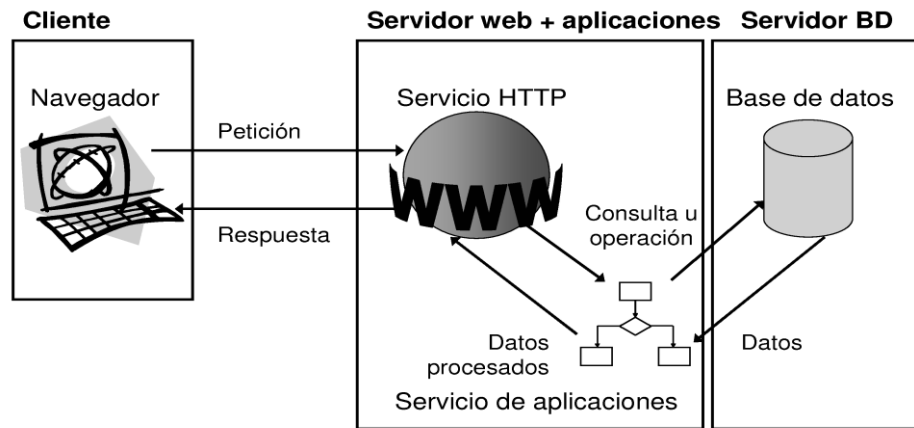 Cliente
Servidor web + aplicaciones
Servidor BD
Navegador
Servicio HTTP
Base de datos
Petición
WWW
Respuesta
Consulta u
operación
Datos
procesados
Datos
Servicio de aplicaciones